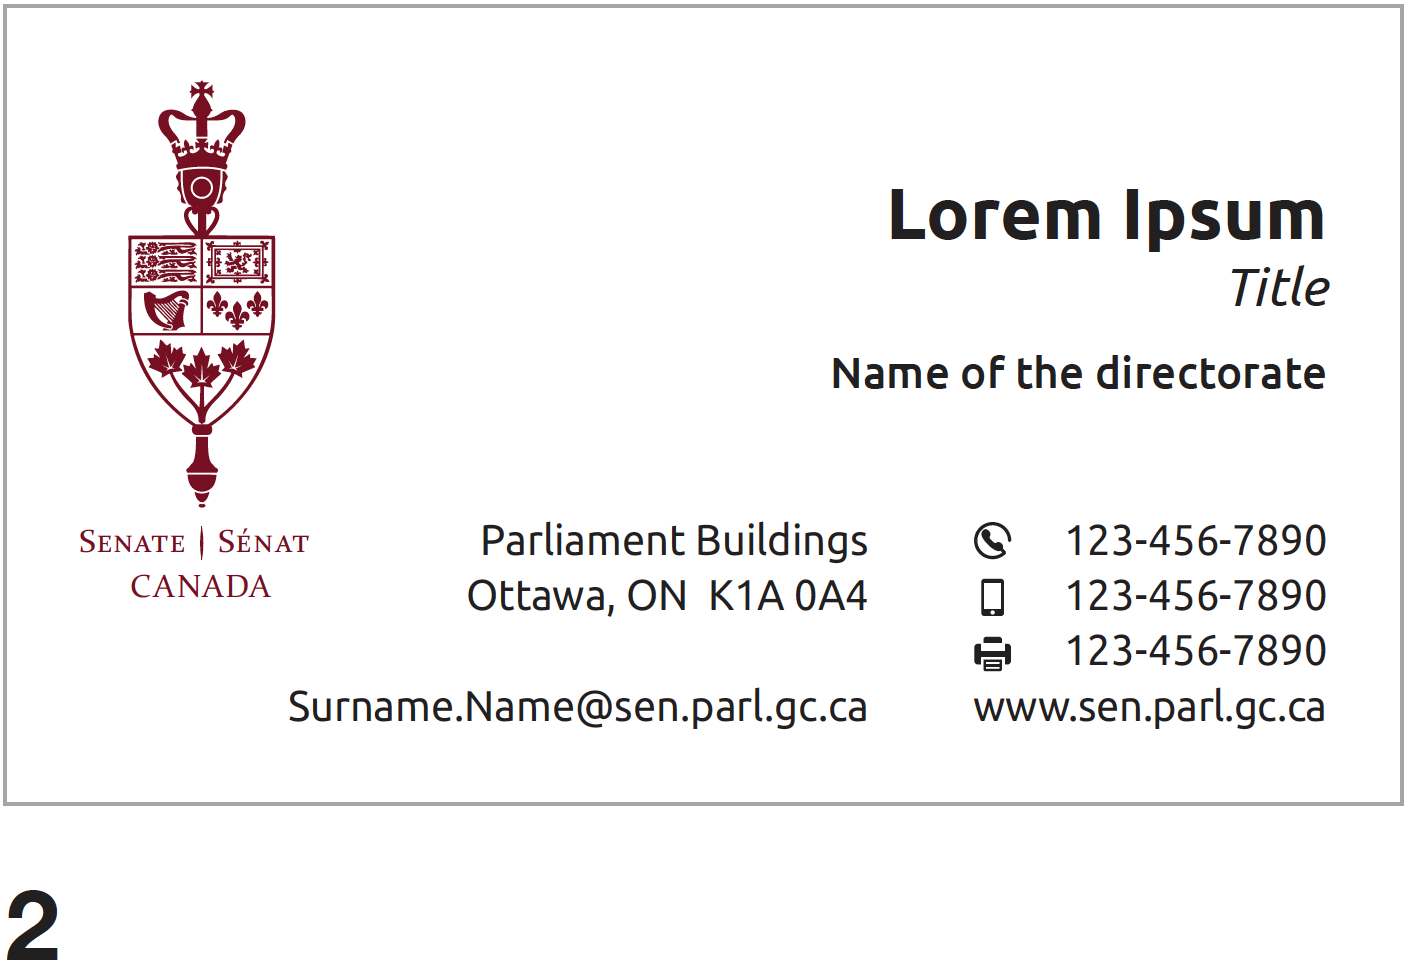 Lorem Ipsum
Title
Name of the directorate
SENATE | SÉNAT
CANADA
Parliament Buildings
Ottawa, ON  K1A 0A4
Surname.Name@sen.parl.gc.ca
123-456-7890
123-456-7890
123-456-7890
www.sen.parl.gc.ca
2